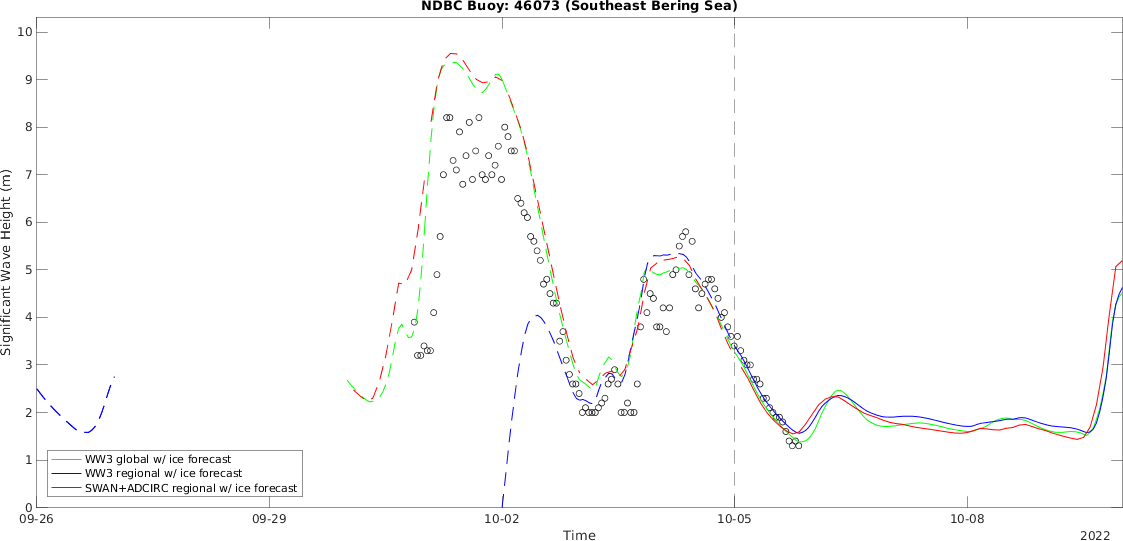 NDBC Buoy: 46073 (Southeast Bering Sea)
Significant Wave Height (m)
10
9
8
7
6
5
4
3
2
1
0
WW3 global w/ ice forecast
WW3 regional w/ ice forecast
SWAN+ADCIRC regional w/ ice forecast
09-26
09-29
10-02
10-05
10-08
Time
2022